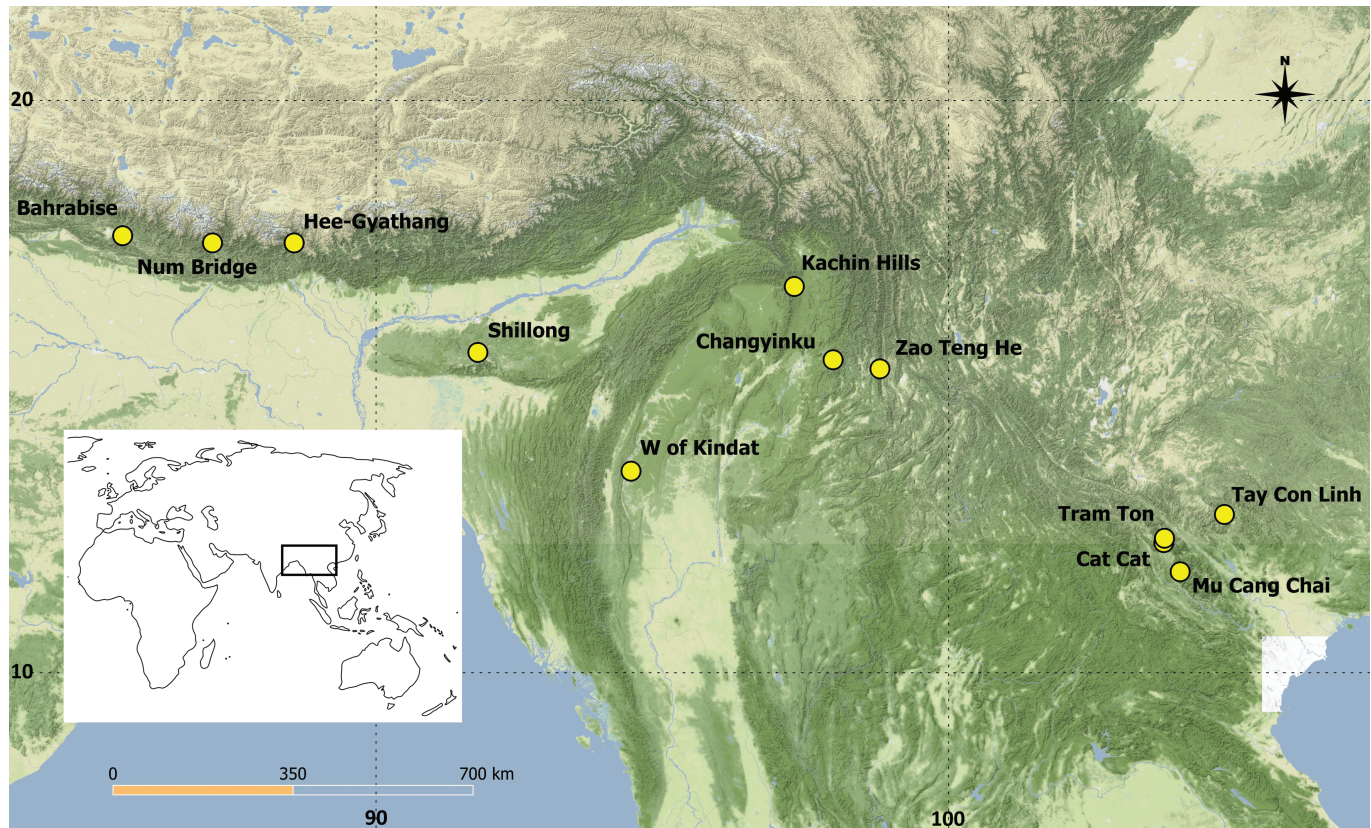 N
20
Bahrabise
Hee-Gyathang
Num Bridge
Kachin Hills
Shillong
Changyinku
Zao Teng He
W of Kindat
Tay Con Linh
Tram Ton
Cat Cat
Mu Cang Chai
10
0 350 700 km
90 100